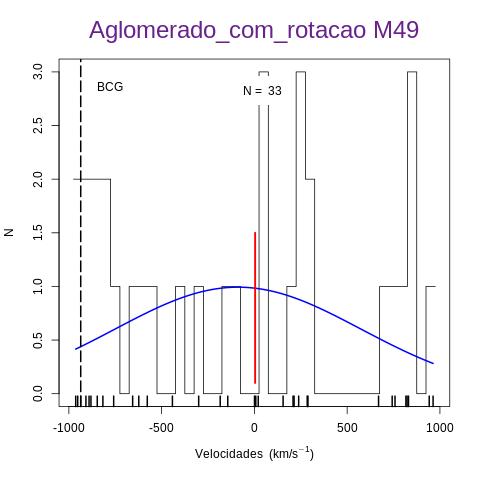 Aglomerado_com_rotacao M49
BCG
N = 33
N
3.0
2.5
2.0
1.5
1.0
0.5
0.0
-1000 -500 0 500 1000
Velocidades (km/s⁻¹)